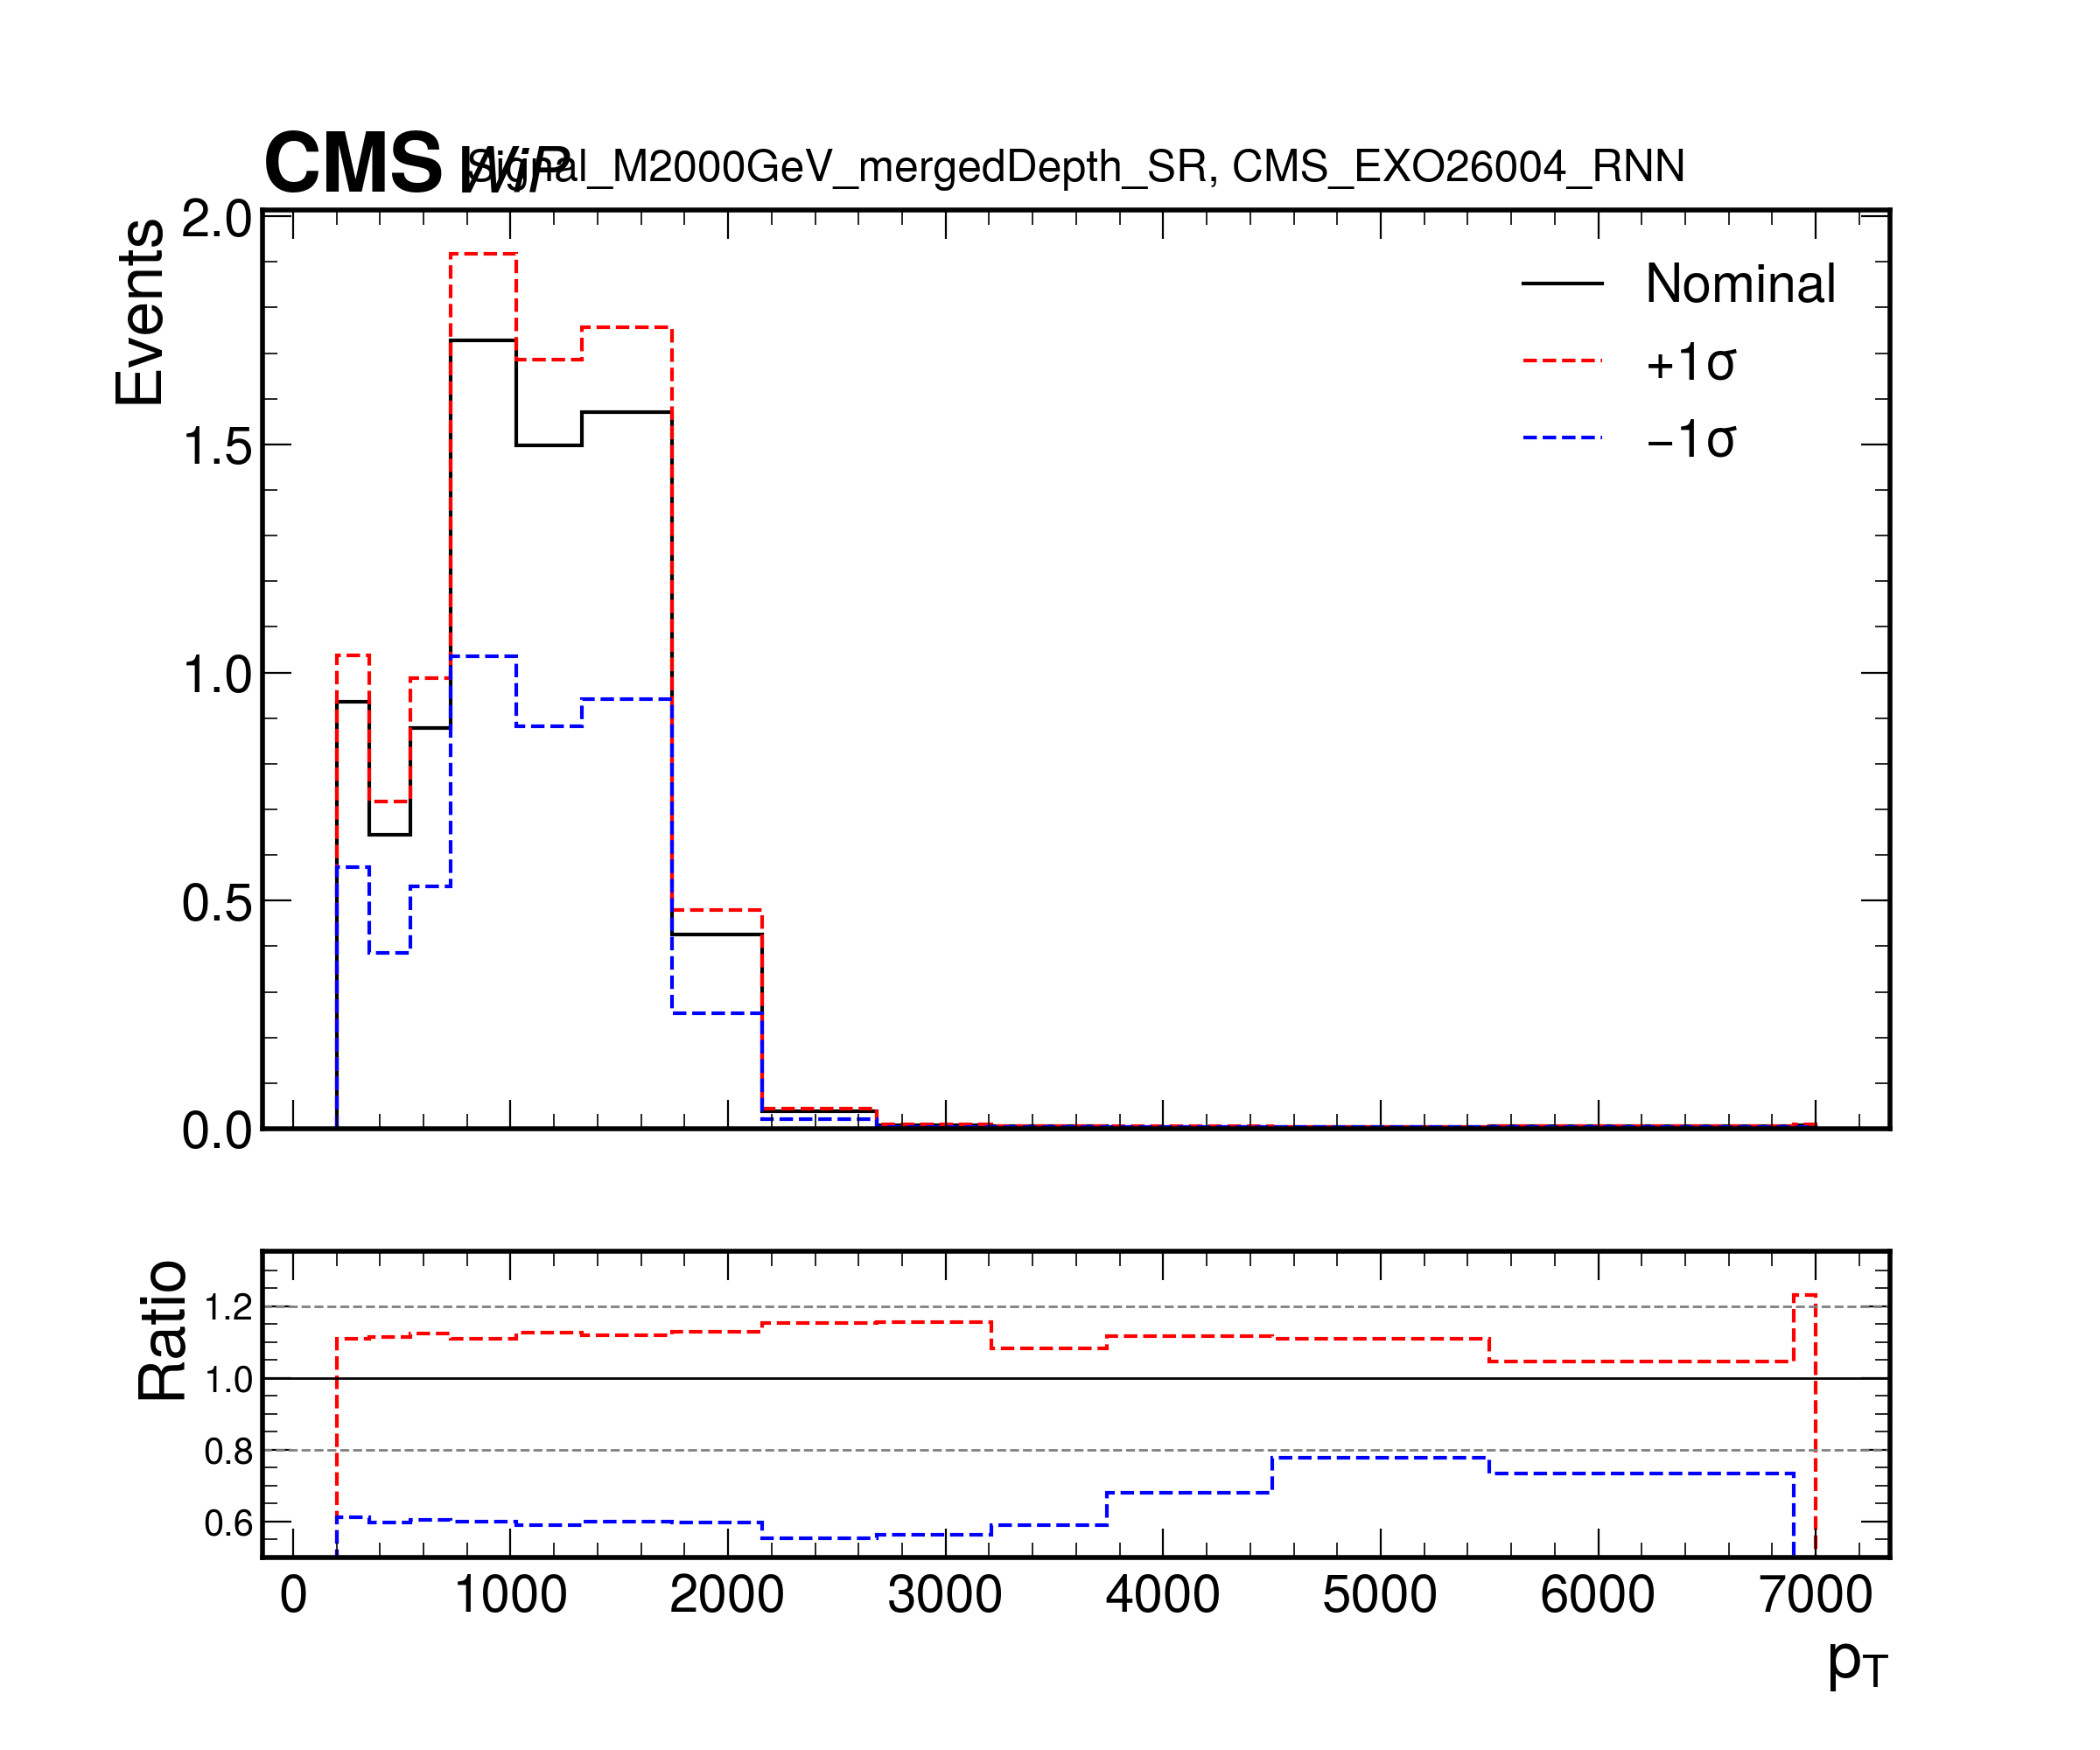 CMS WiP Signal_M2000GeV_mergedDepth_SR, CMS_EXO26004_RNN
Events
2.0
1.5
1.0
0.5
0.0
Nominal
+1σ
−1σ
Ratio
1.2
1.0
0.8
0.6
0 1000 2000 3000 4000 5000 6000 7000
pT